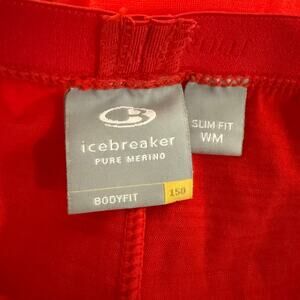 icebreaker
PURE MERINO
BODYFIT
150
SLIM FIT
WM